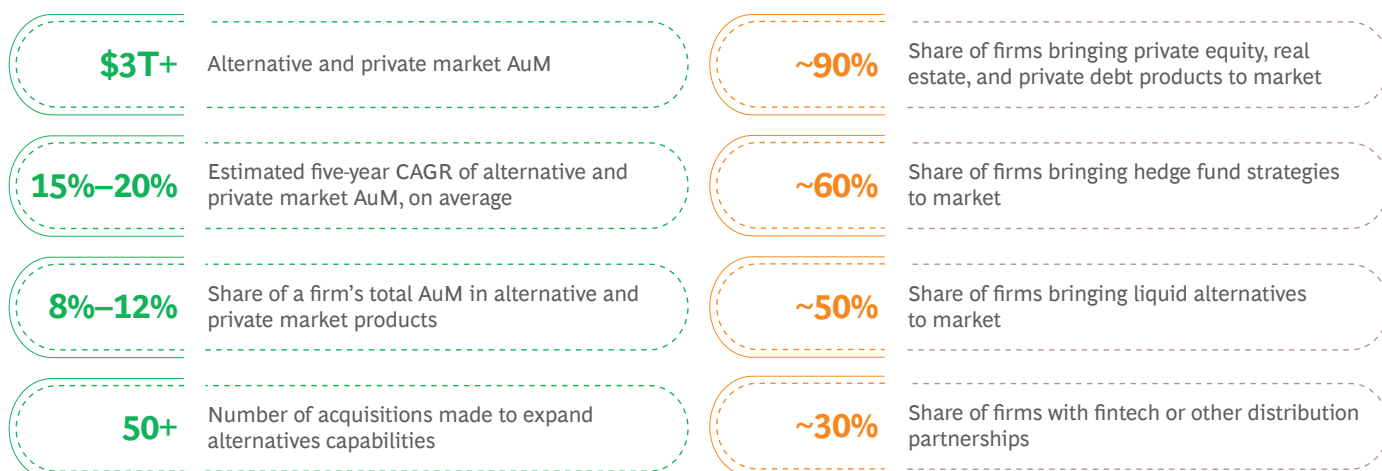 $3T+
Alternative and private market AuM
15%–20%
Estimated five-year CAGR of alternative and
private market AuM, on average
8%–12%
Share of a firm’s total AuM in alternative and
private market products
50+
Number of acquisitions made to expand
alternatives capabilities
~90%
Share of firms bringing private equity, real
estate, and private debt products to market
~60%
Share of firms bringing hedge fund strategies
to market
~50%
Share of firms bringing liquid alternatives
to market
~30%
Share of firms with fintech or other distribution
partnerships